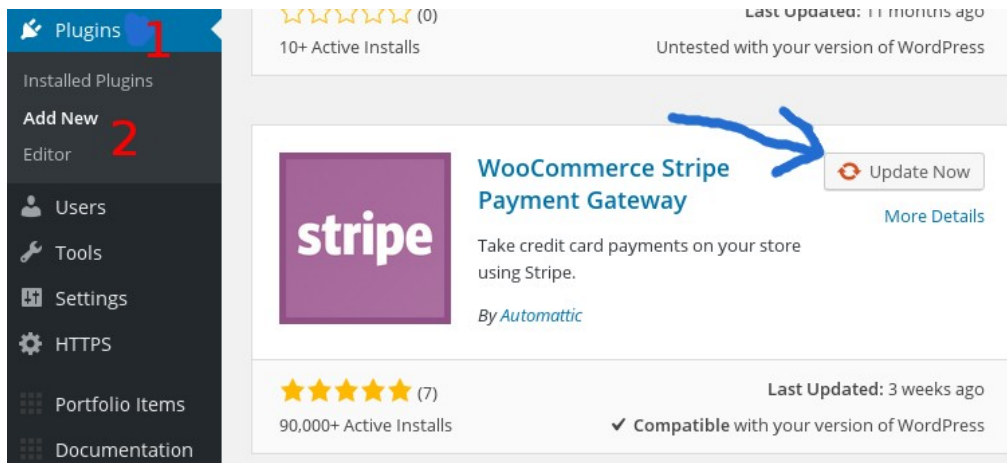 Plugins 1
Installed Plugins
Add New
2
Editor
Users
Tools
Settings
HTTPS
Portfolio Items
Documentation
(0)
Last Updated: 11 months ago
10+ Active Installs
Untested with your version of WordPress
stripe
WooCommerce Stripe
Payment Gateway
Update Now
More Details
Take credit card payments on your store
using Stripe.
By Automattic
(7)
Last Updated: 3 weeks ago
90,000+ Active Installs
✔ Compatible with your version of WordPress